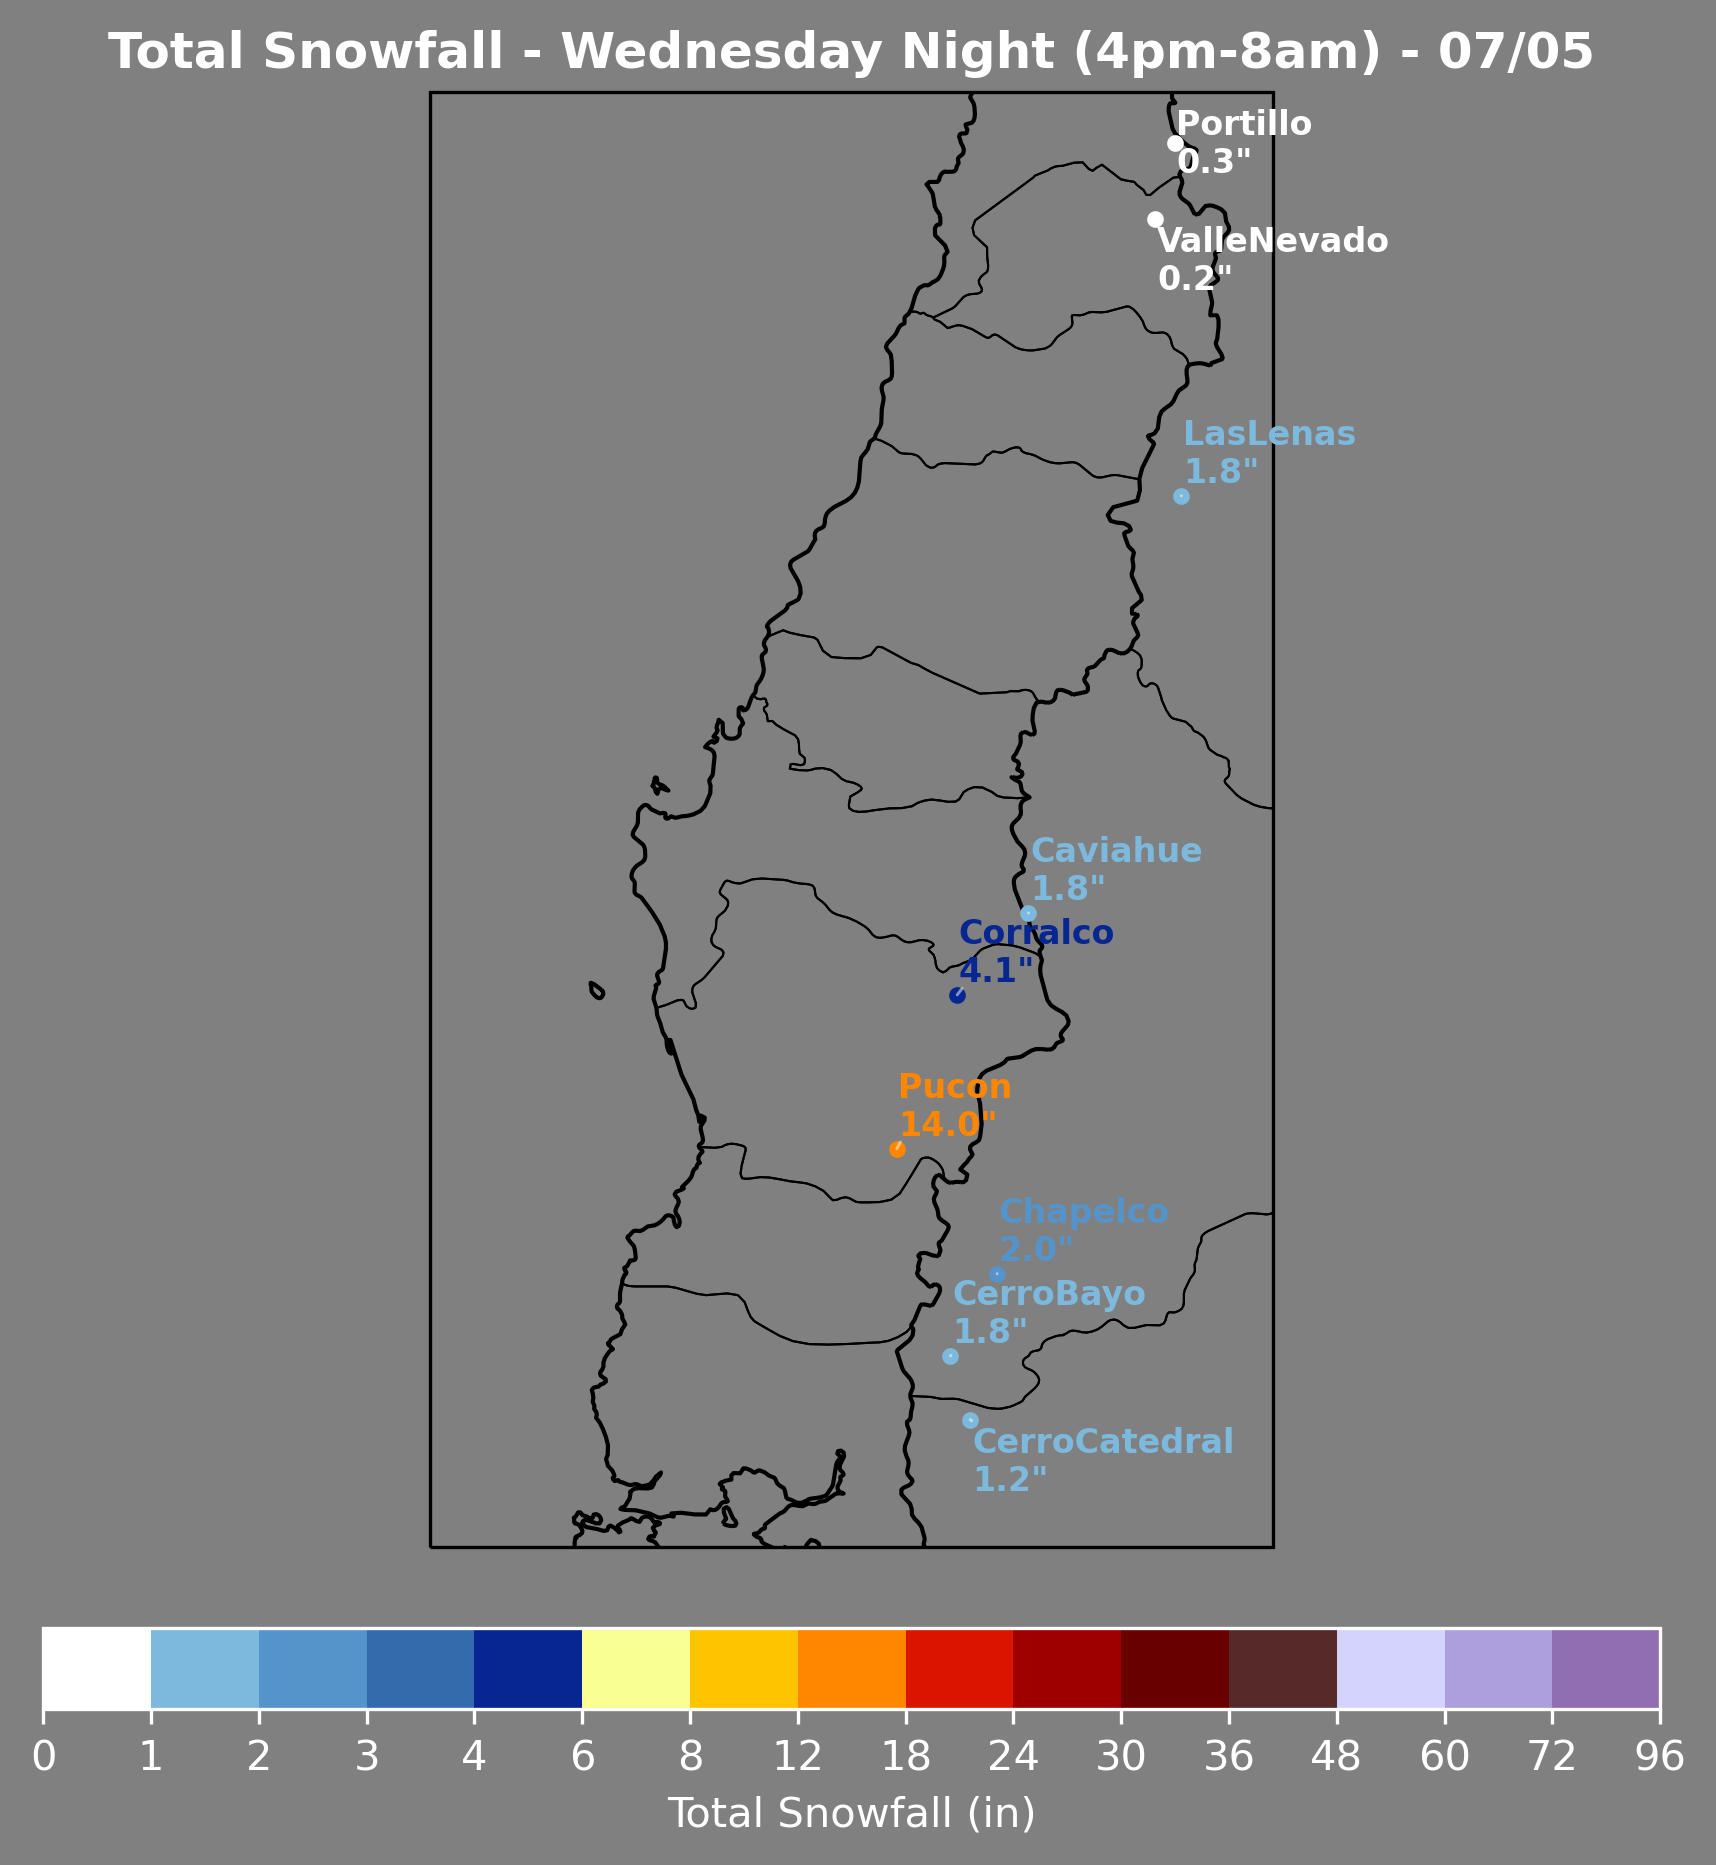 Total Snowfall - Wednesday Night (4pm-8am) - 07/05
Portillo
0.3"
ValleNevado
0.2"
LasLenas
1.8"
Caviahue
1.8"
Corralco
4.1"
Pucon
14.0"
Chapelco
2.0"
CerroBayo
1.8"
CerroCatedral
1.2"
0 1 2 3 4 6 8 12 18 24 30 36 48 60 72 96
Total Snowfall (in)